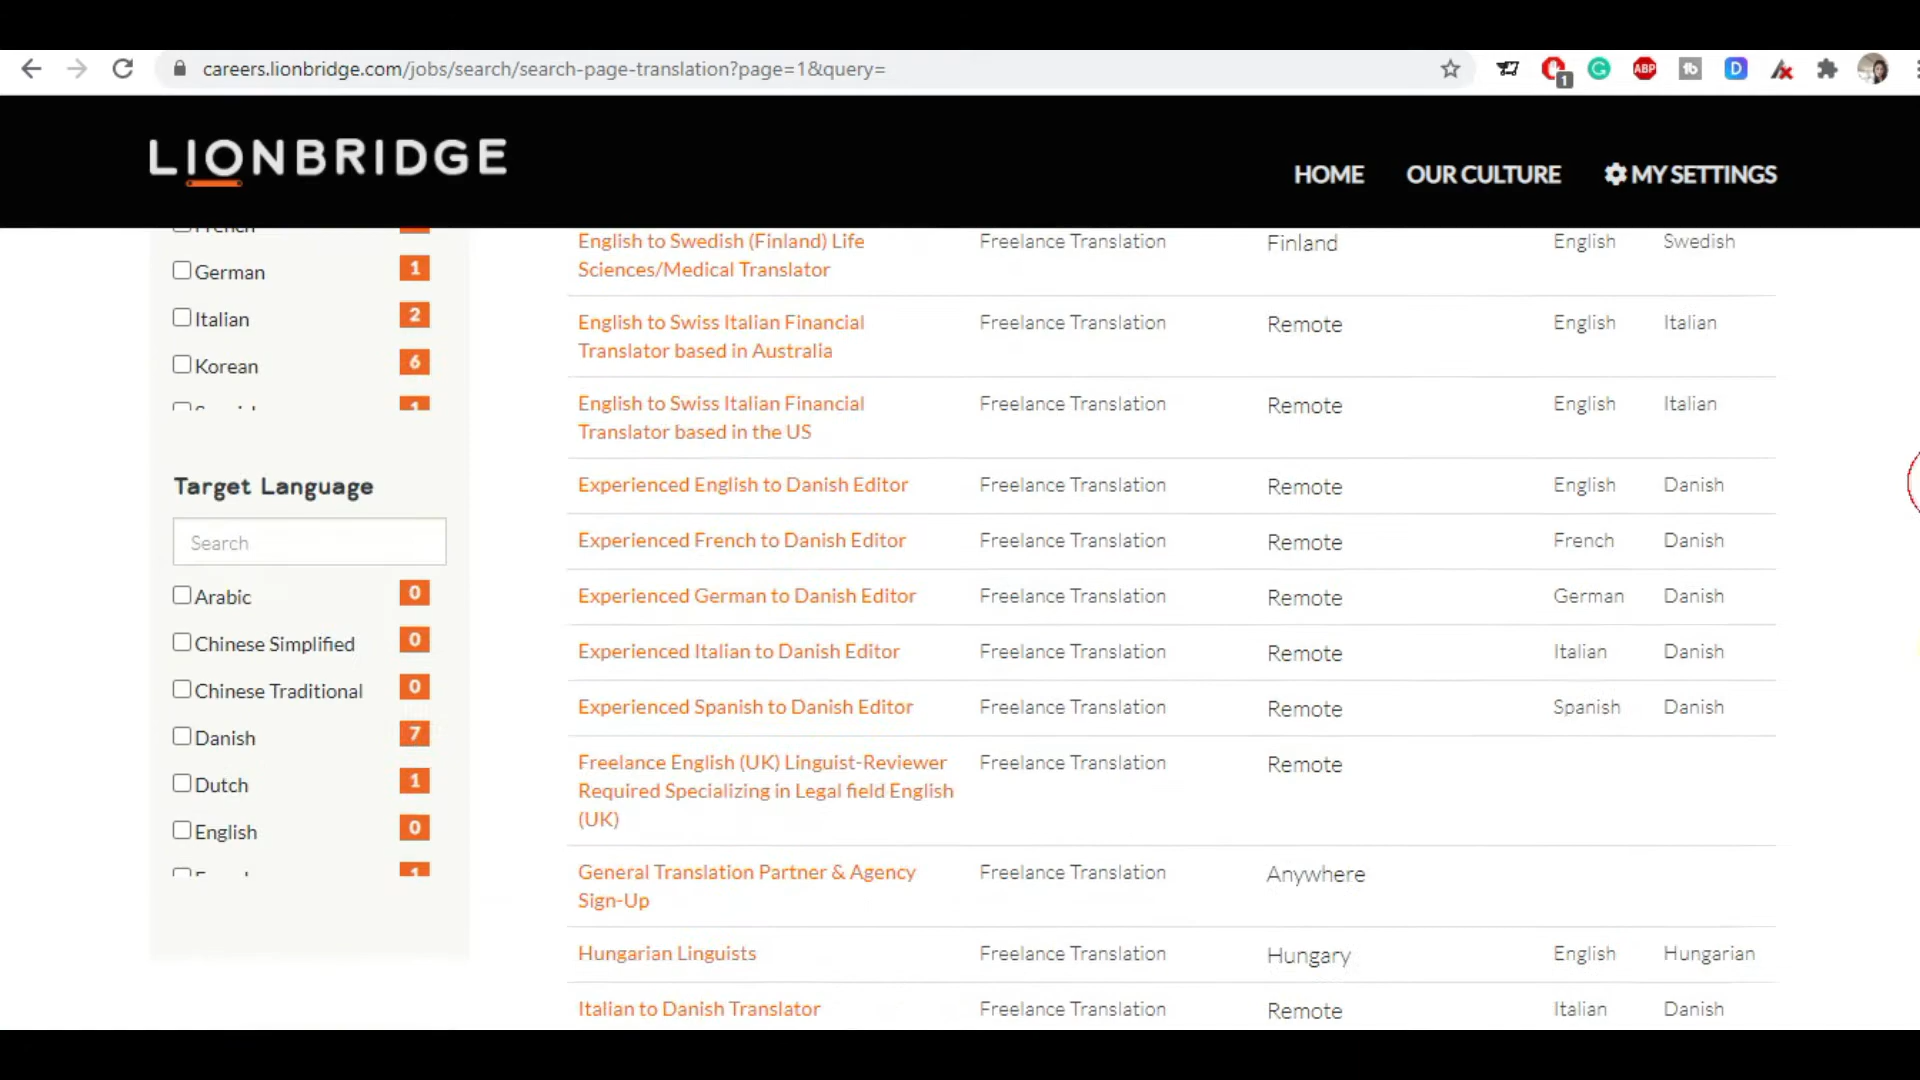 careers.lionbridge.com/jobs/search/search-page-translation?page=1&query=
1
ABP
tb
D
LIONBRIDGE
HOME
OUR CULTURE
MY SETTINGS
German 1
Italian 2
Korean 6
1
Target Language
Search
Arabic 0
Chinese Simplified 0
Chinese Traditional 0
Danish 7
Dutch 1
English 0
1
English to Swedish (Finland) Life
Sciences/Medical Translator
Freelance Translation
Finland
English
Swedish
English to Swiss Italian Financial
Translator based in Australia
Freelance Translation
Remote
English
Italian
English to Swiss Italian Financial
Translator based in the US
Freelance Translation
Remote
English
Italian
Experienced English to Danish Editor
Freelance Translation
Remote
English
Danish
Experienced French to Danish Editor
Freelance Translation
Remote
French
Danish
Experienced German to Danish Editor
Freelance Translation
Remote
German
Danish
Experienced Italian to Danish Editor
Freelance Translation
Remote
Italian
Danish
Experienced Spanish to Danish Editor
Freelance Translation
Remote
Spanish
Danish
Freelance English (UK) Linguist-Reviewer
Required Specializing in Legal field English
(UK)
Freelance Translation
Remote
General Translation Partner & Agency
Sign-Up
Freelance Translation
Anywhere
Hungarian Linguists
Freelance Translation
Hungary
English
Hungarian
Italian to Danish Translator
Freelance Translation
Remote
Italian
Danish